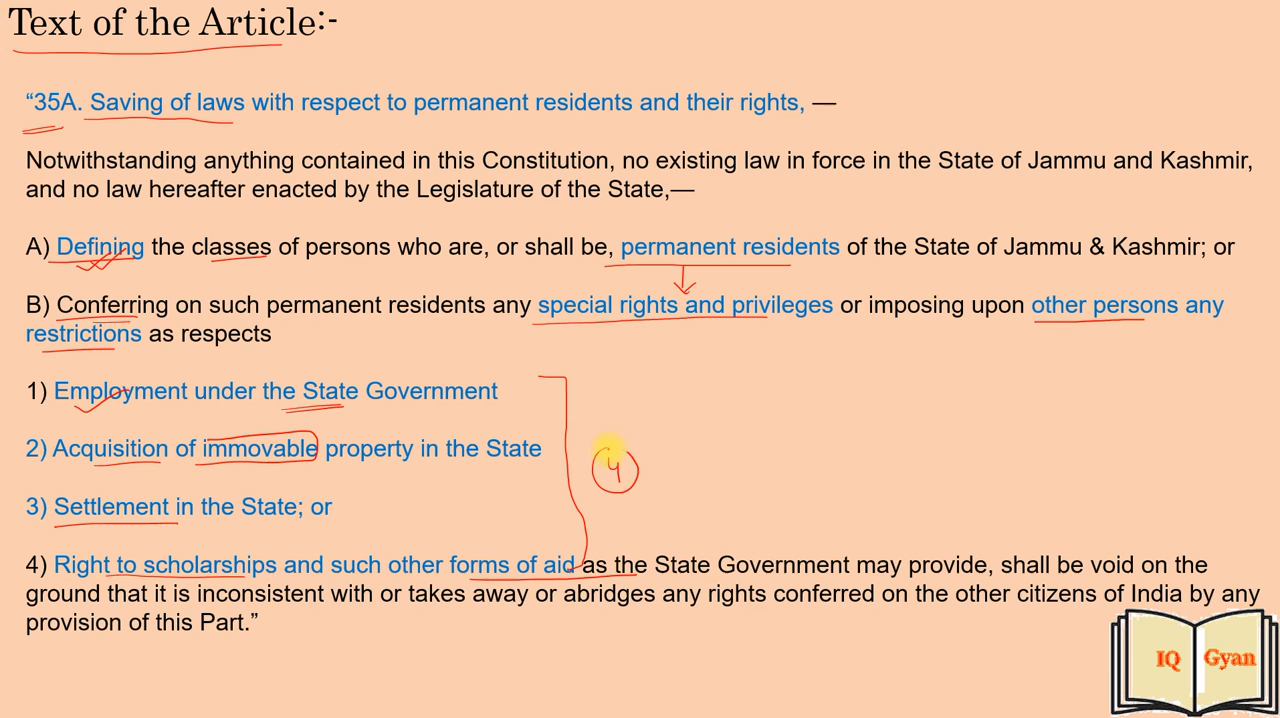 Text of the Article:-
“35A. Saving of laws with respect to permanent residents and their rights, —
Notwithstanding anything contained in this Constitution, no existing law in force in the State of Jammu and Kashmir,
and no law hereafter enacted by the Legislature of the State,—
A) Defining the classes of persons who are, or shall be, permanent residents of the State of Jammu & Kashmir; or
B) Conferring on such permanent residents any special rights and privileges or imposing upon other persons any
restrictions as respects
1) Employment under the State Government
2) Acquisition of immovable property in the State
4
3) Settlement in the State; or
4) Right to scholarships and such other forms of aid as the State Government may provide, shall be void on the
ground that it is inconsistent with or takes away or abridges any rights conferred on the other citizens of India by any
provision of this Part.”
IQ Gyan